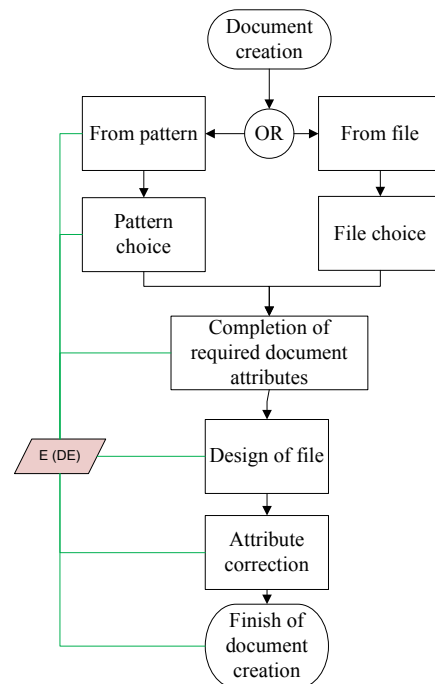 Document
creation
OR
From pattern
From file
Pattern
choice
File choice
Completion of
required document
attributes
E (DE)
Design of file
Attribute
correction
Finish of
document
creation